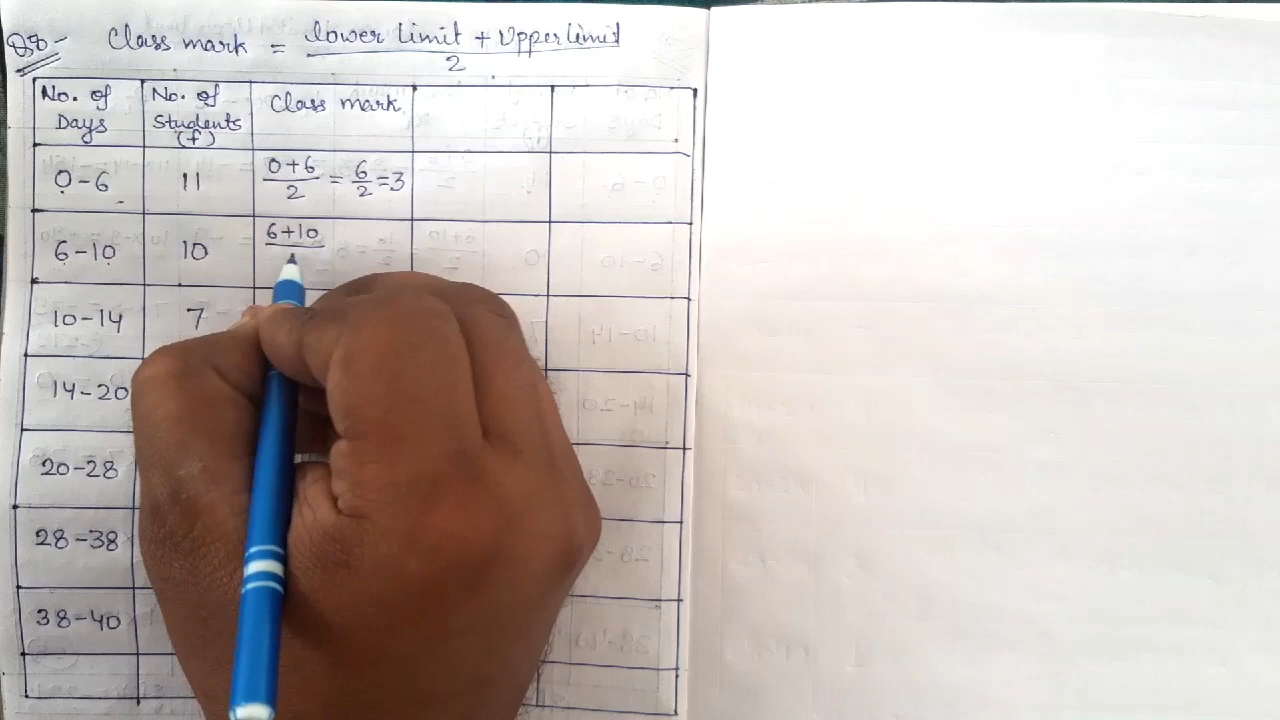 Q8- Class mark = lower limit + Upper limit
2
No. of Days No. of Students (f) Class mark
0-6 11 0+6/2 = 6/2 = 3
6-10 10 6+10
10-14 7
14-20
20-28
28-38
38-40